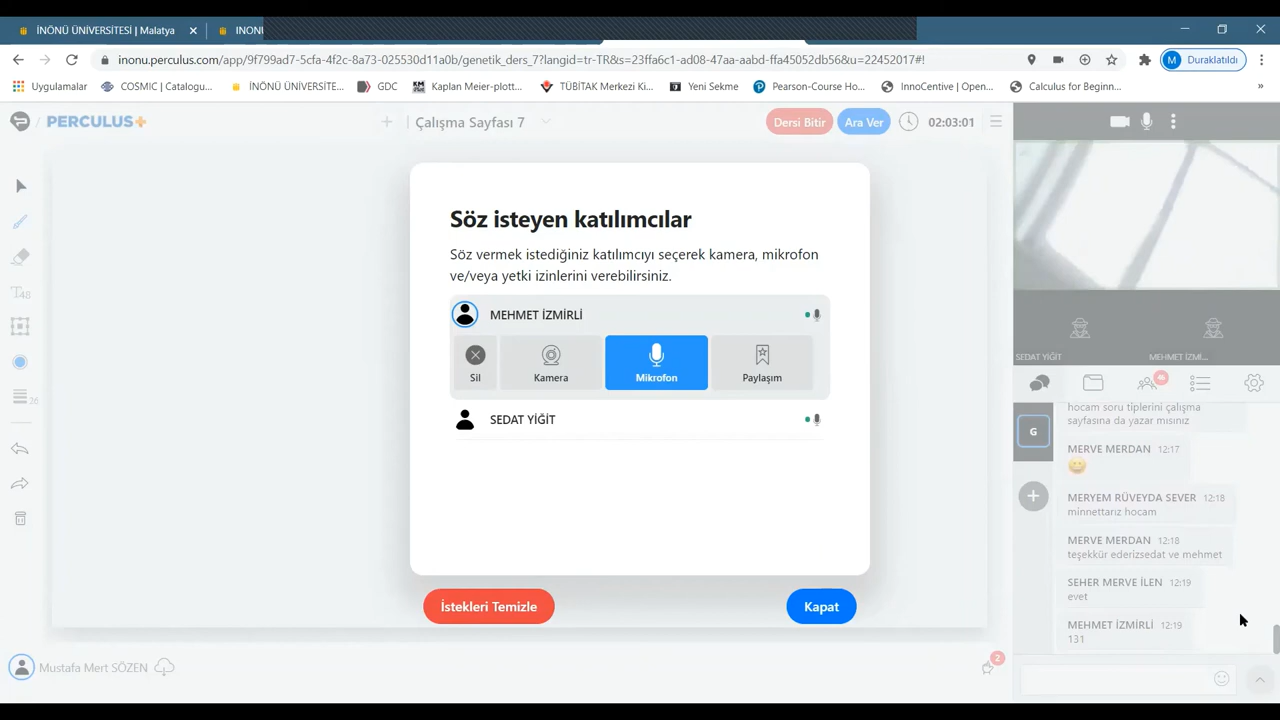 İNÖNÜ ÜNİVERSİTESİ | Malatya
INONU
inonu.perculus.com/app/9f799ad7-5cfa-4f2c-8a73-025530d11a0b/genetik_ders_7?langid=tr-TR&s=23ffa6c1-ad08-47aa-aabd-ffa45052db56&u=22452017#!
M Duraklatıldı
Uygulamalar COSMIC | Catalogu... İNÖNÜ ÜNİVERSİTE... GDC KM Kaplan Meier-plott... TÜBİTAK Merkezi Ki... Yeni Sekme Pearson-Course Ho... InnoCentive | Open... Calculus for Beginn... »
/ PERCULUS+
+ | Çalışma Sayfası 7
Dersi Bitir Ara Ver 02:03:01
T48
26
Söz isteyen katılımcılar
Söz vermek istediğiniz katılımcıyı seçerek kamera, mikrofon
ve/veya yetki izinlerini verebilirsiniz.
MEHMET İZMİRLİ
Sil Kamera Mikrofon Paylaşım
SEDAT YİĞİT
İstekleri Temizle Kapat
Mustafa Mert SÖZEN
2
SEDAT YİĞİT MEHMET İZMİ...
G
hocam soru tiplerini çalışma
sayfasına da yazar mısınız
MERVE MERDAN 12:17
MERYEM RÜVEYDA SEVER 12:18
minnettarız hocam
MERVE MERDAN 12:18
teşekkür ederizsedat ve mehmet
SEHER MERVE İLEN 12:19
evet
MEHMET İZMİRLİ 12:19
131